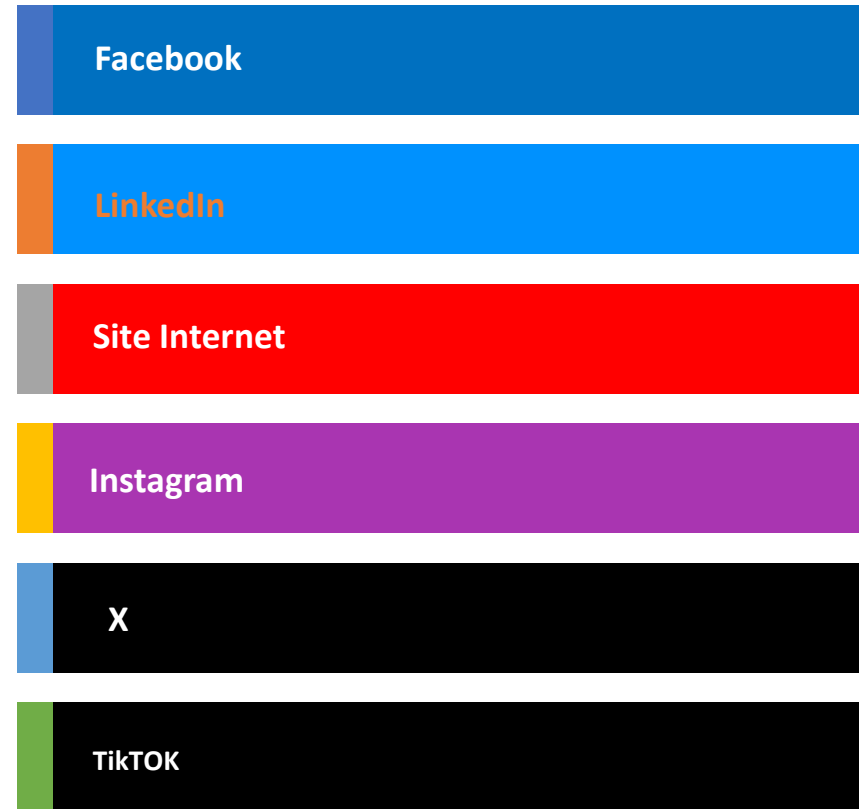 Facebook
LinkedIn
Site Internet
Instagram
X
TikTOK